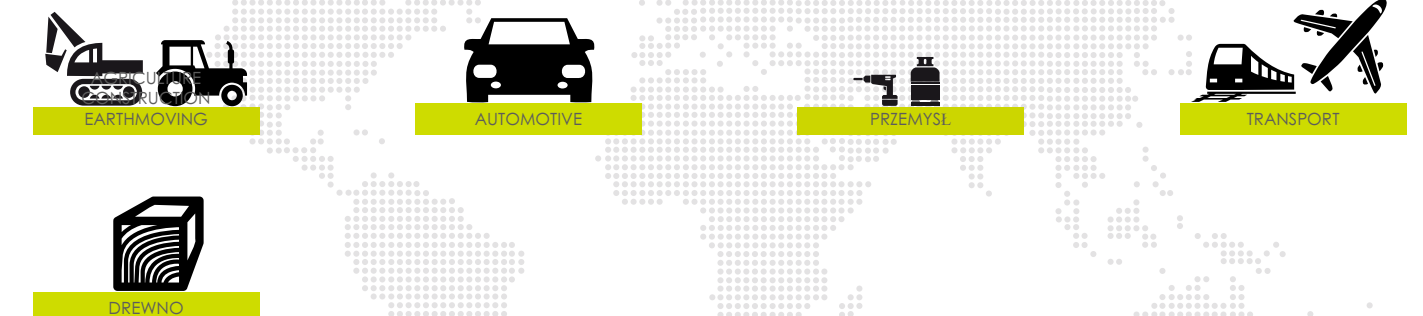 AGRICULTURE
CONSTRUCTION
EARTHMOVING
AUTOMOTIVE
PRZEMYSŁ
TRANSPORT
DREWNO